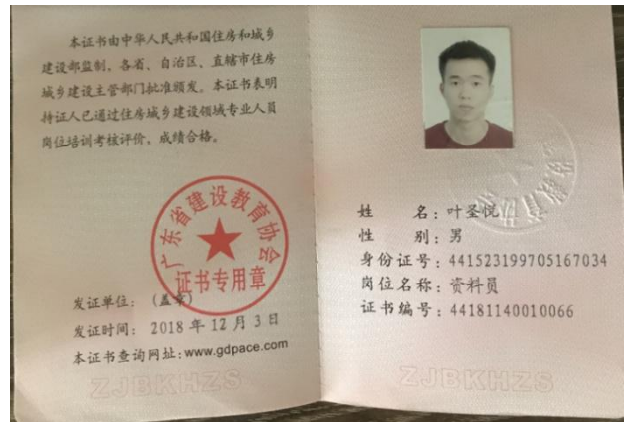 本证书由中华人民共和国住房和城乡
建设部监制，各省、自治区、直辖市住房
城乡建设主管部门批准颁发。本证书表明
持证人已通过住房城乡建设领域专业人员
岗位培训考核评价，成绩合格。
广东省建设教育协会
证书专用章
发证单位：（盖章）
发证时间：2018 年 12 月 3 日
本证书查询网址：www.gdpace.com
ZJBKHZS
姓 名：叶圣悦
性 别：男
身份证号：441523199705167034
岗位名称：资料员
证书编号：44181140010066
ZJBKHZS